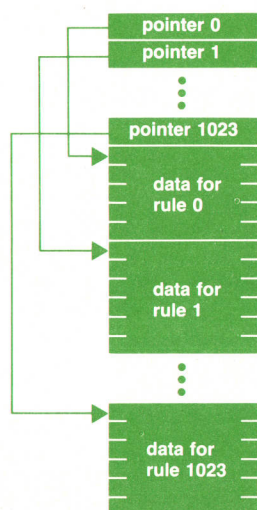 pointer 0
pointer 1
pointer 1023
data for
rule 0
data for
rule 1
data for
rule 1023